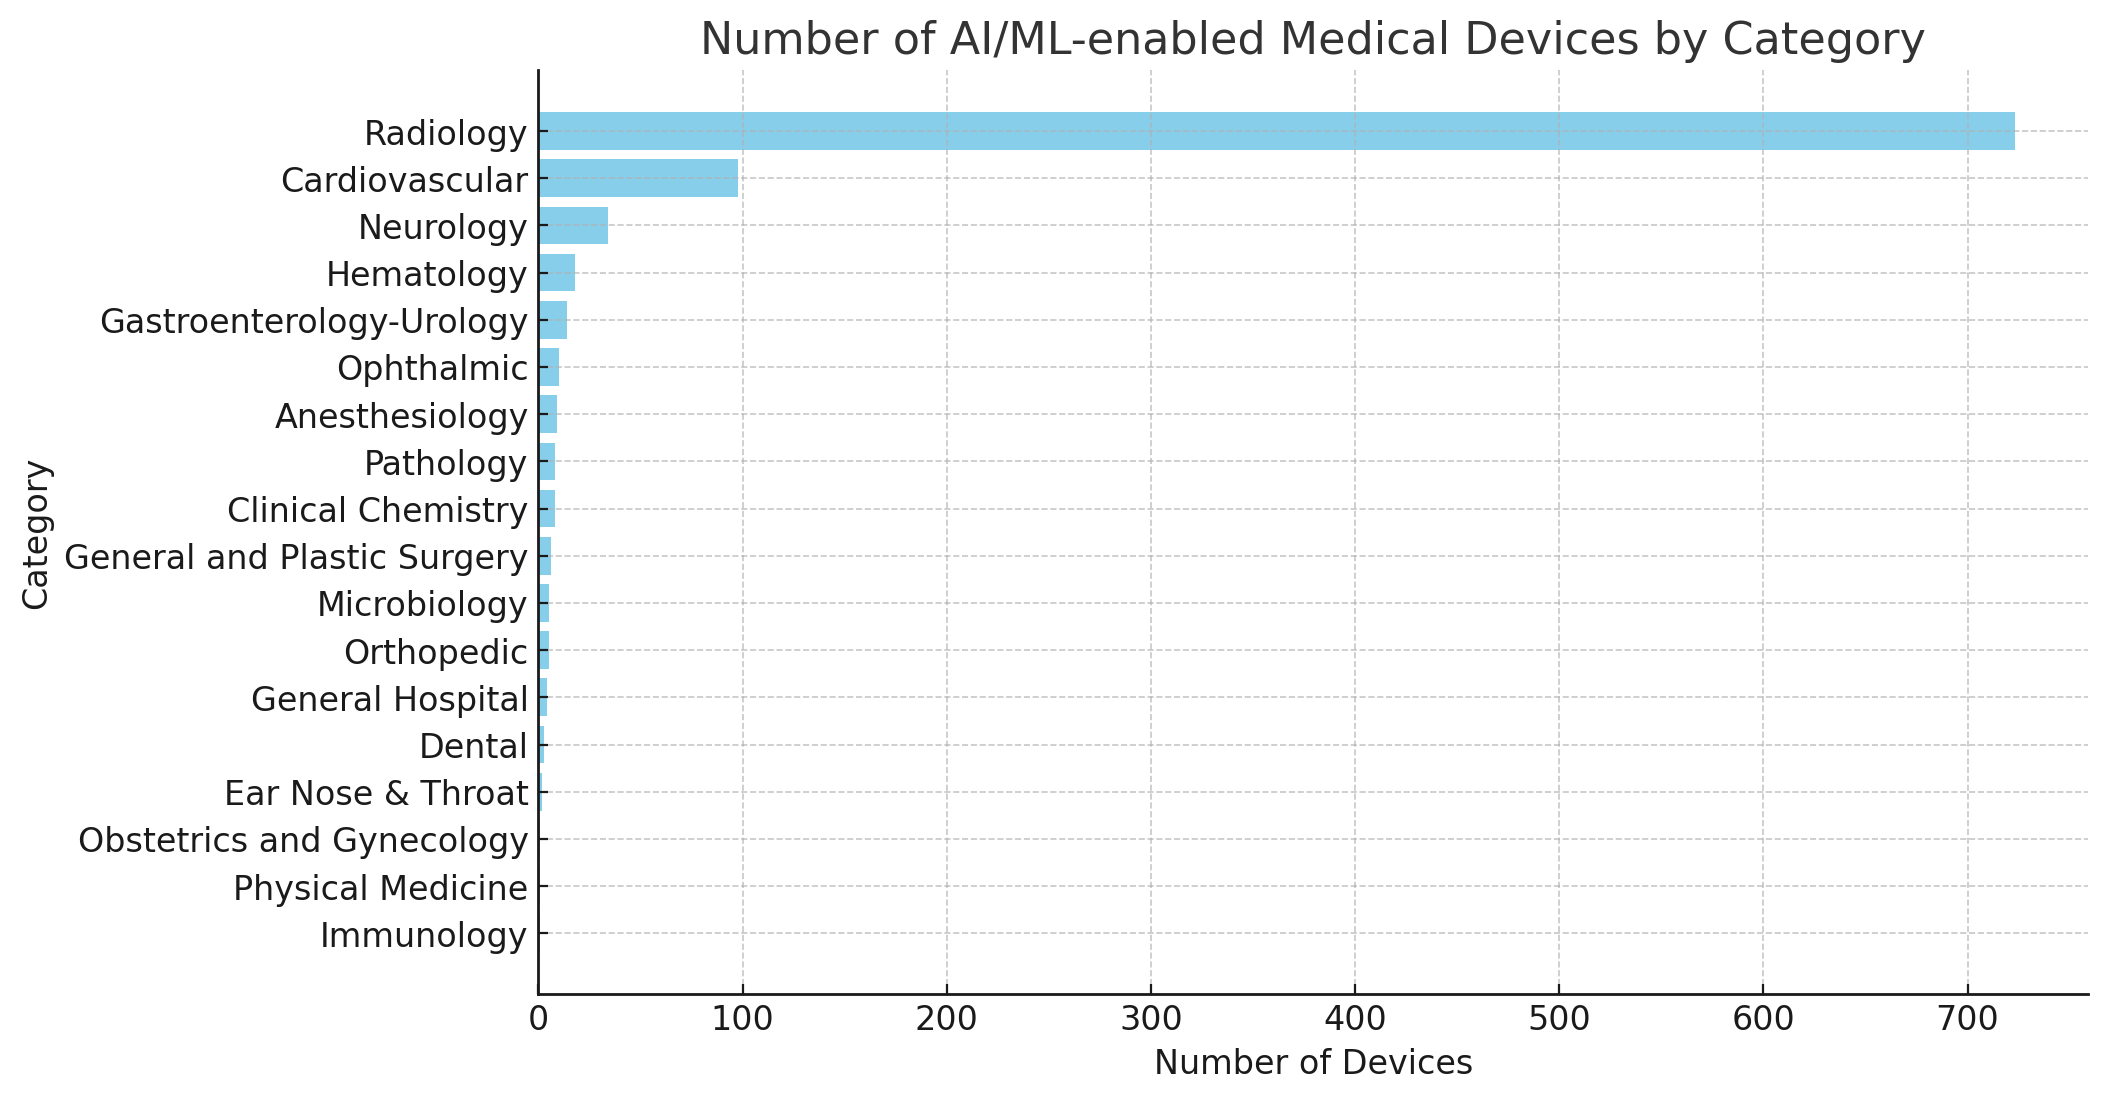 Number of AI/ML-enabled Medical Devices by Category
Category
Radiology
Cardiovascular
Neurology
Hematology
Gastroenterology-Urology
Ophthalmic
Anesthesiology
Pathology
Clinical Chemistry
General and Plastic Surgery
Microbiology
Orthopedic
General Hospital
Dental
Ear Nose & Throat
Obstetrics and Gynecology
Physical Medicine
Immunology
0 100 200 300 400 500 600 700
Number of Devices